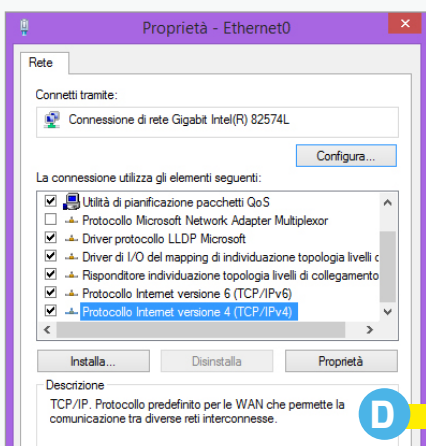 Proprietà - Ethernet0
Rete
Connetti tramite:
Connessione di rete Gigabit Intel(R) 82574L
Configura...
La connessione utilizza gli elementi seguenti:
Utilità di pianificazione pacchetti QoS
Protocollo Microsoft Network Adapter Multiplexor
Driver protocollo LLDP Microsoft
Driver di I/O del mapping di individuazione topologia livelli c
Risponditore individuazione topologia livelli di collegamento
Protocollo Internet versione 6 (TCP/IPv6)
Protocollo Internet versione 4 (TCP/IPv4)
Installa... Disinstalla Proprietà
Descrizione
TCP/IP. Protocollo predefinito per le WAN che permette la
comunicazione tra diverse reti interconnesse.
D